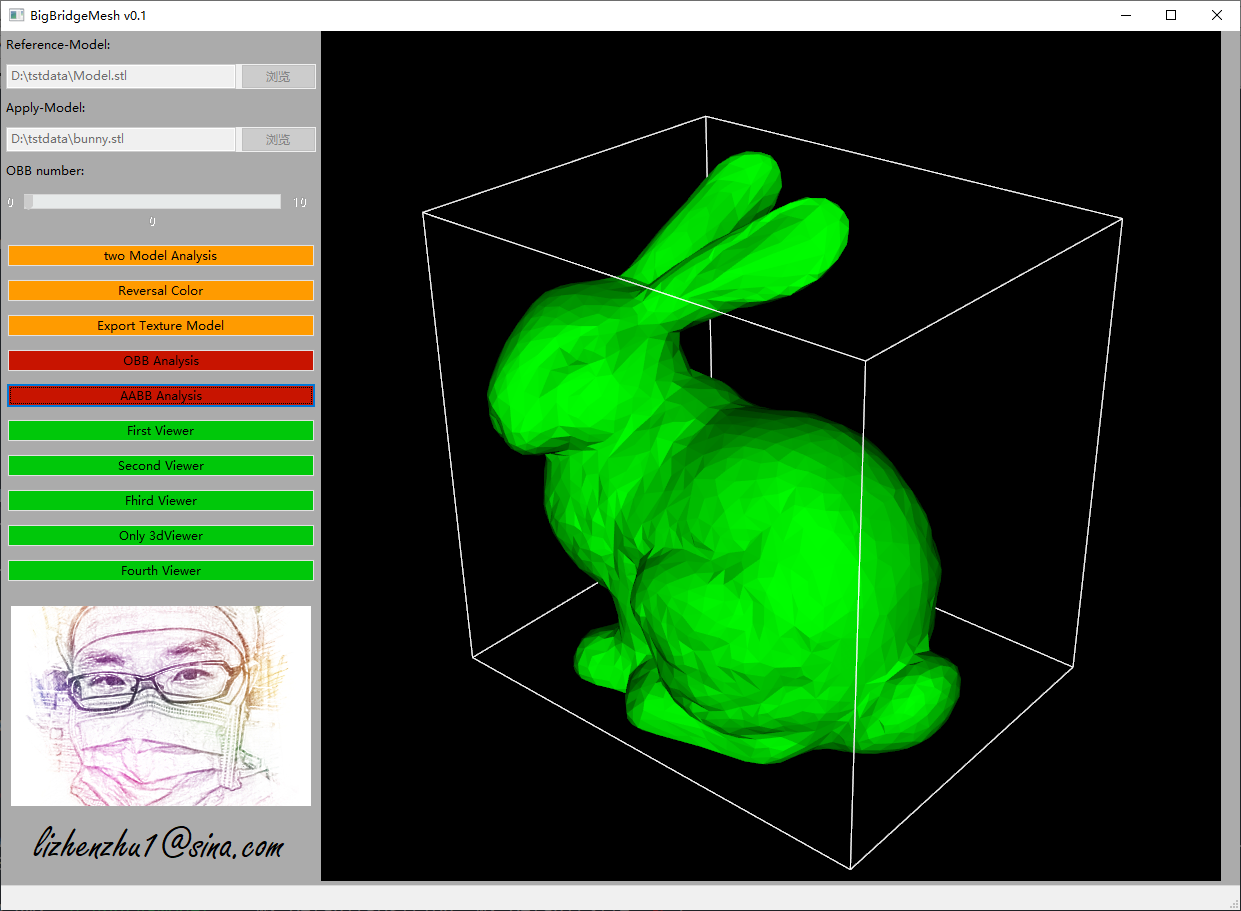 BigBridgeMesh v0.1
Reference-Model:
D:\tstdata\Model.stl 浏览
Apply-Model:
D:\tstdata\bunny.stl 浏览
OBB number:
0 10
0
two Model Analysis
Reversal Color
Export Texture Model
OBB Analysis
AABB Analysis
First Viewer
Second Viewer
Fhird Viewer
Only 3dViewer
Fourth Viewer
lizhenzhu1@sina.com